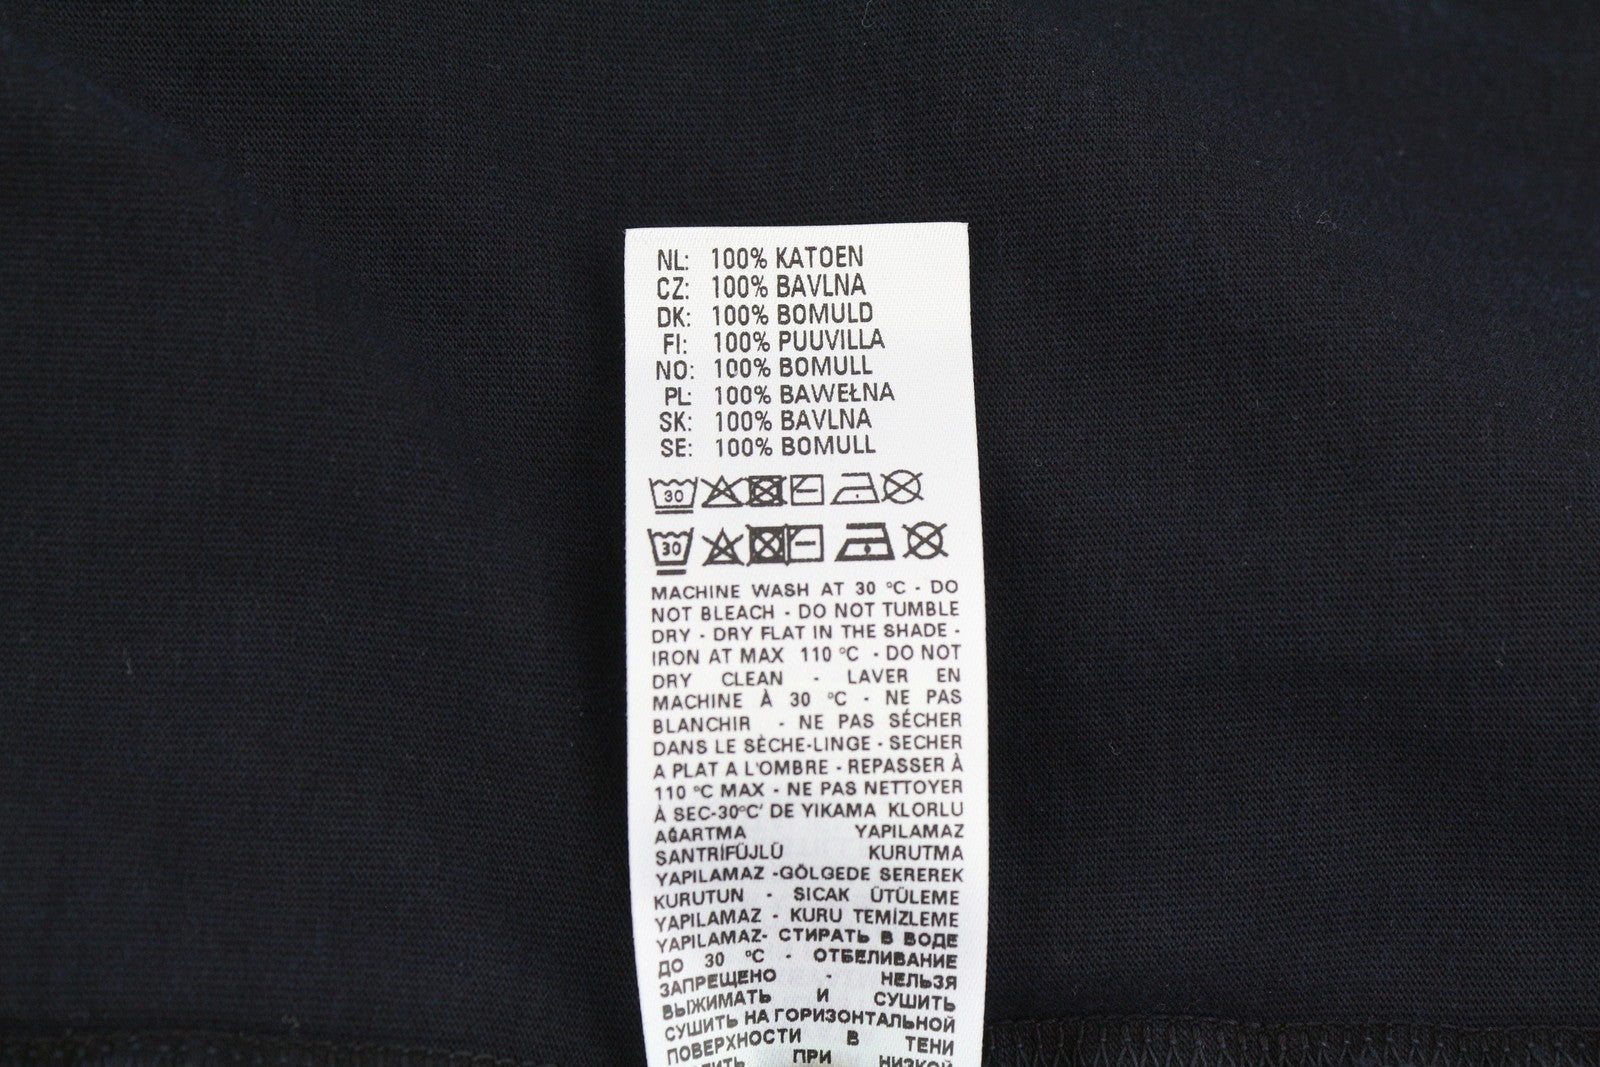 NL: 100% KATOEN
CZ: 100% BAVLNA
DK: 100% BOMULD
FI: 100% PUUVILLA
NO: 100% BOMULL
PL: 100% BAWEŁNA
SK: 100% BAVLNA
SE: 100% BOMULL
30
30
MACHINE WASH AT 30 °C - DO
NOT BLEACH - DO NOT TUMBLE
DRY - DRY FLAT IN THE SHADE -
IRON AT MAX 110 °C - DO NOT
DRY CLEAN - LAVER EN
MACHINE À 30 °C - NE PAS
BLANCHIR - NE PAS SÉCHER
DANS LE SÈCHE-LINGE - SECHER
A PLAT A L'OMBRE - REPASSER À
110 °C MAX - NE PAS NETTOYER
À SEC-30°C' DE YIKAMA KLORLU
AĞARTMA YAPILAMAZ
SANTRİFÜJLÜ KURUTMA
YAPILAMAZ -GÖLGEDE SEREREK
KURUTUN - SICAK ÜTÜLEME
YAPILAMAZ - KURU TEMİZLEME
YAPILAMAZ- СТИРАТЬ В ВОДЕ
ДО 30 °C - ОТБЕЛИВАНИЕ
ЗАПРЕЩЕНО - НЕЛЬЗЯ
ВЫЖИМАТЬ И СУШИТЬ
СУШИТЬ НА ГОРИЗОНТАЛЬНОЙ
ПОВЕРХНОСТИ В ТЕНИ
ПРИ НИЗКОЙ